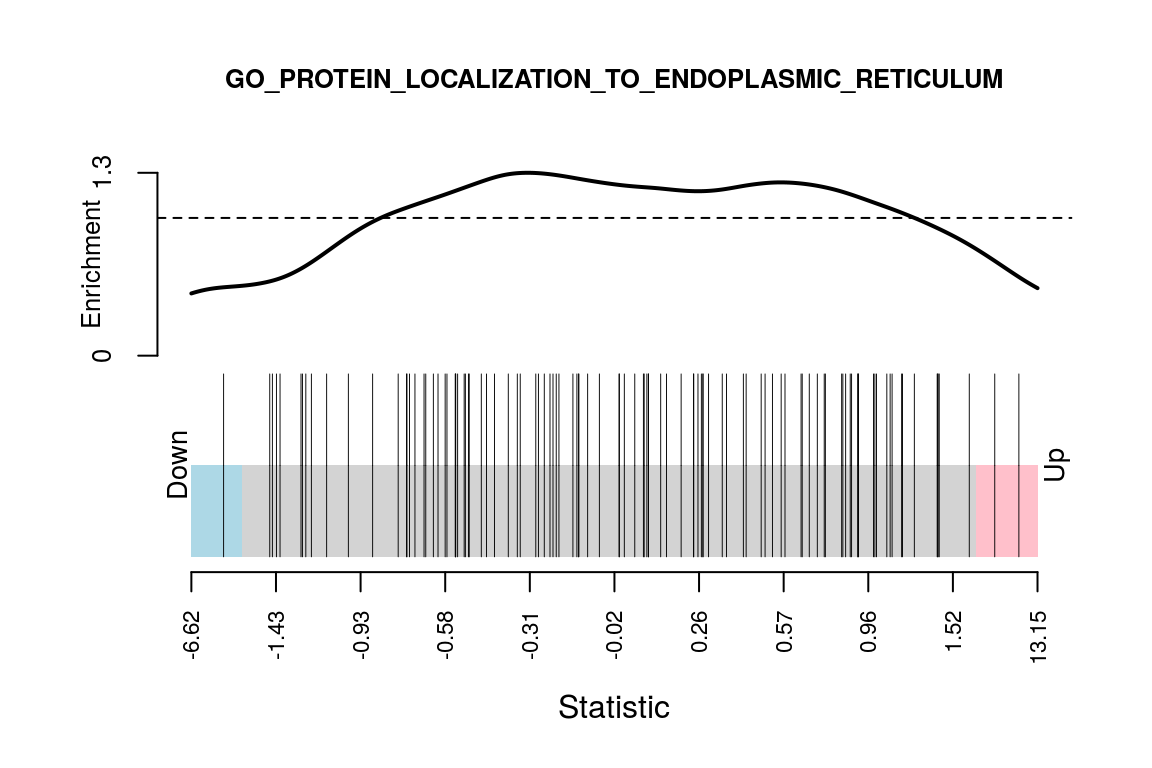 GO_PROTEIN_LOCALIZATION_TO_ENDOPLASMIC_RETICULUM
Enrichment
1.3
0
Down
Up
-6.62
-1.43
-0.93
-0.58
-0.31
-0.02
0.26
0.57
0.96
1.52
13.15
Statistic